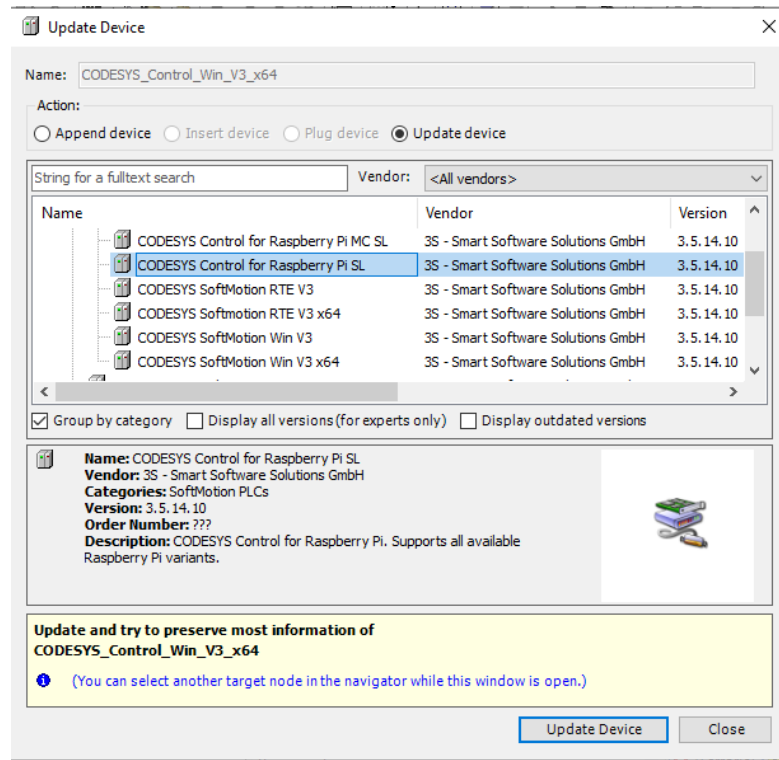 Update Device
Name: CODESYS_Control_Win_V3_x64
Action:
Append device Insert device Plug device Update device
String for a fulltext search Vendor: <All vendors>
Name Vendor Version
CODESYS Control for Raspberry Pi MC SL 3S - Smart Software Solutions GmbH 3.5.14.10
CODESYS Control for Raspberry Pi SL 3S - Smart Software Solutions GmbH 3.5.14.10
CODESYS SoftMotion RTE V3 3S - Smart Software Solutions GmbH 3.5.14.10
CODESYS Softmotion RTE V3 x64 3S - Smart Software Solutions GmbH 3.5.14.10
CODESYS SoftMotion Win V3 3S - Smart Software Solutions GmbH 3.5.14.10
CODESYS SoftMotion Win V3 x64 3S - Smart Software Solutions GmbH 3.5.14.10
Group by category Display all versions (for experts only) Display outdated versions
Name: CODESYS Control for Raspberry Pi SL
Vendor: 3S - Smart Software Solutions GmbH
Categories: SoftMotion PLCs
Version: 3.5.14.10
Order Number: ???
Description: CODESYS Control for Raspberry Pi. Supports all available
Raspberry Pi variants.
Update and try to preserve most information of
CODESYS_Control_Win_V3_x64
(You can select another target node in the navigator while this window is open.)
Update Device Close